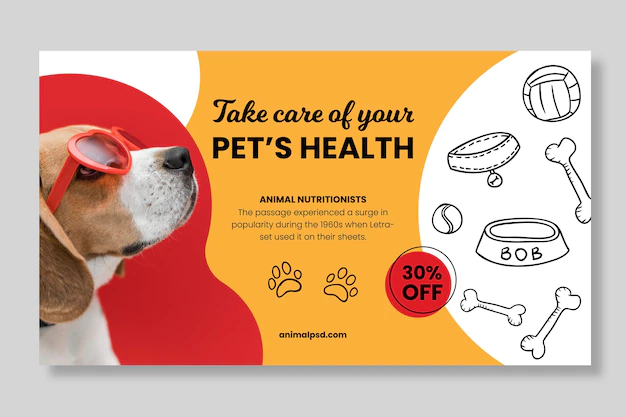 Take care of your
PET'S HEALTH
ANIMAL NUTRITIONISTS
The passage experienced a surge in
popularity during the 1960s when Letra-
set used it on their sheets.
30%
OFF
BOB
animalpsd.com